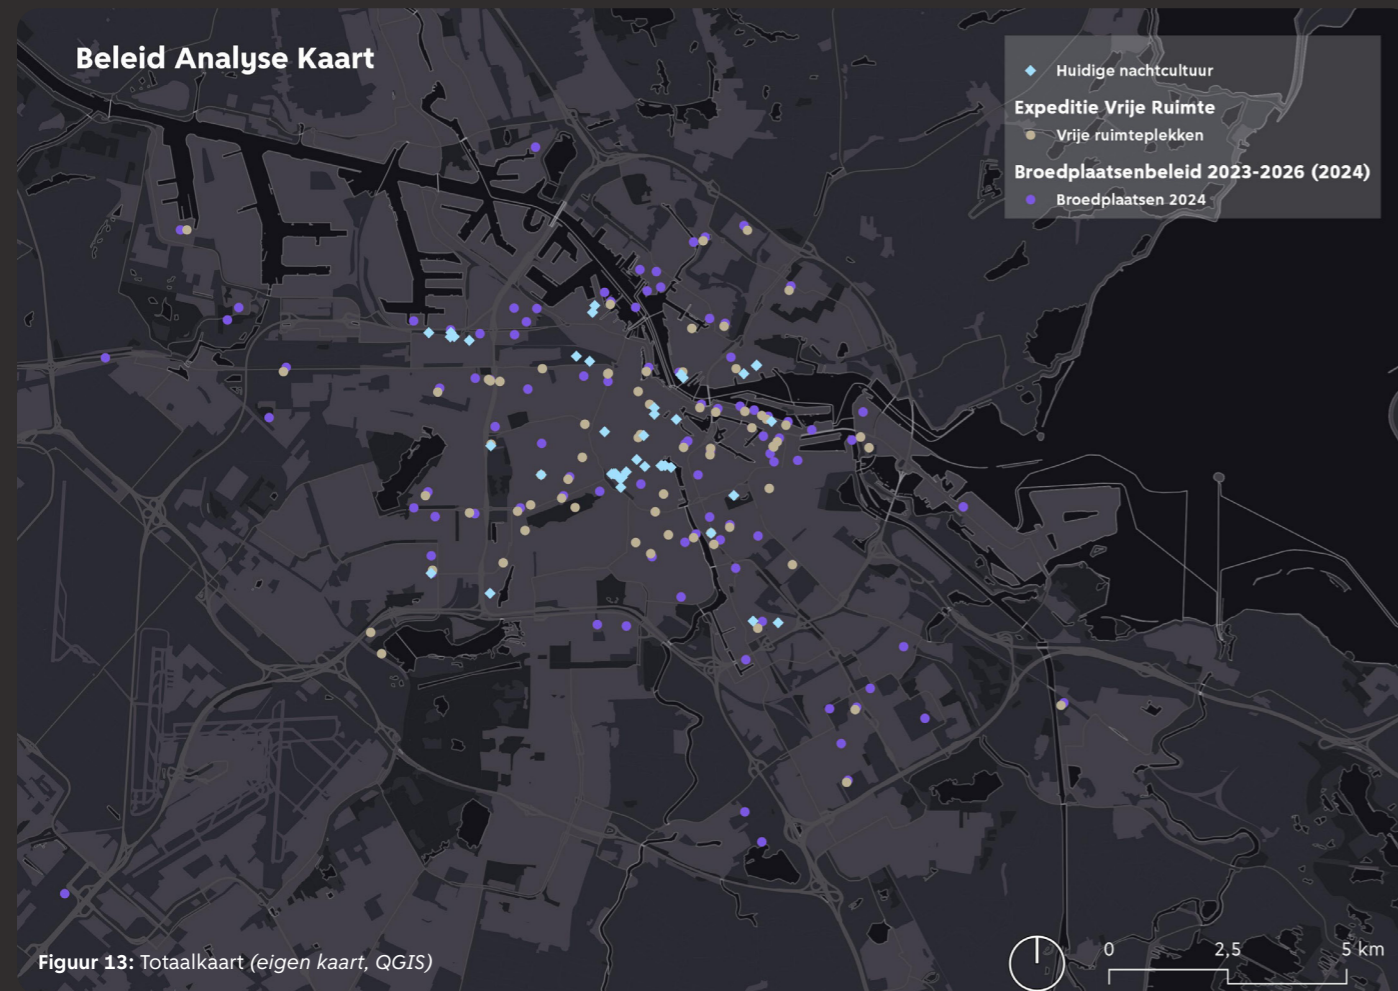 Beleid Analyse Kaart
Huidige nachtcultuur
Expeditie Vrije Ruimte
Vrije ruimteplekken
Broedplaatsenbeleid 2023-2026 (2024)
Broedplaatsen 2024
Figuur 13: Totaalkaart (eigen kaart, QGIS)
0 2,5 5 km